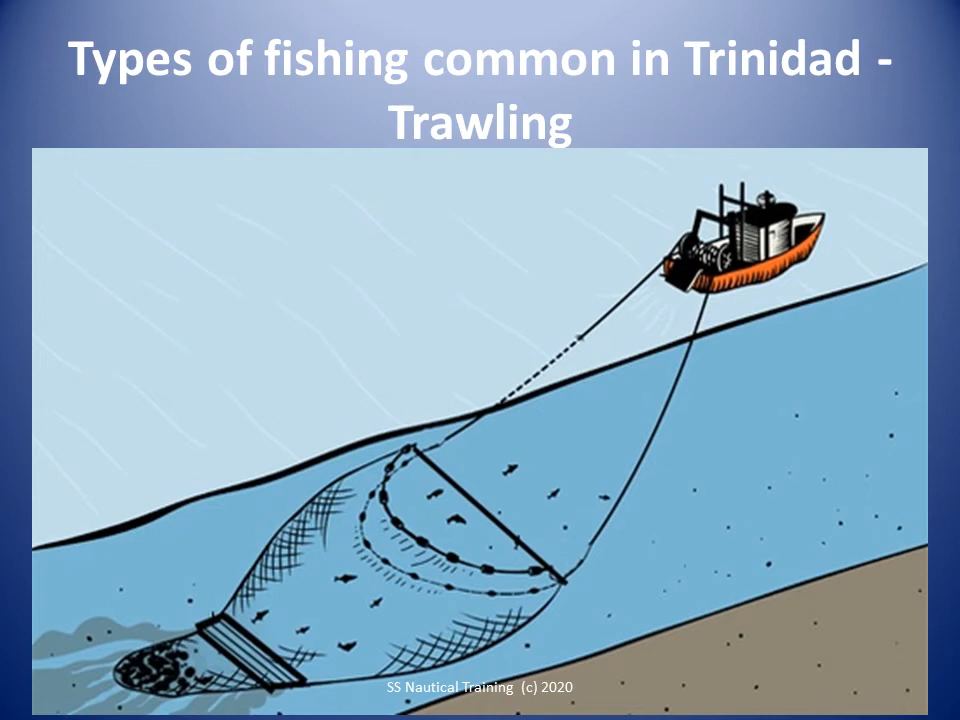 Types of fishing common in Trinidad -
Trawling
SS Nautical Training (c) 2020